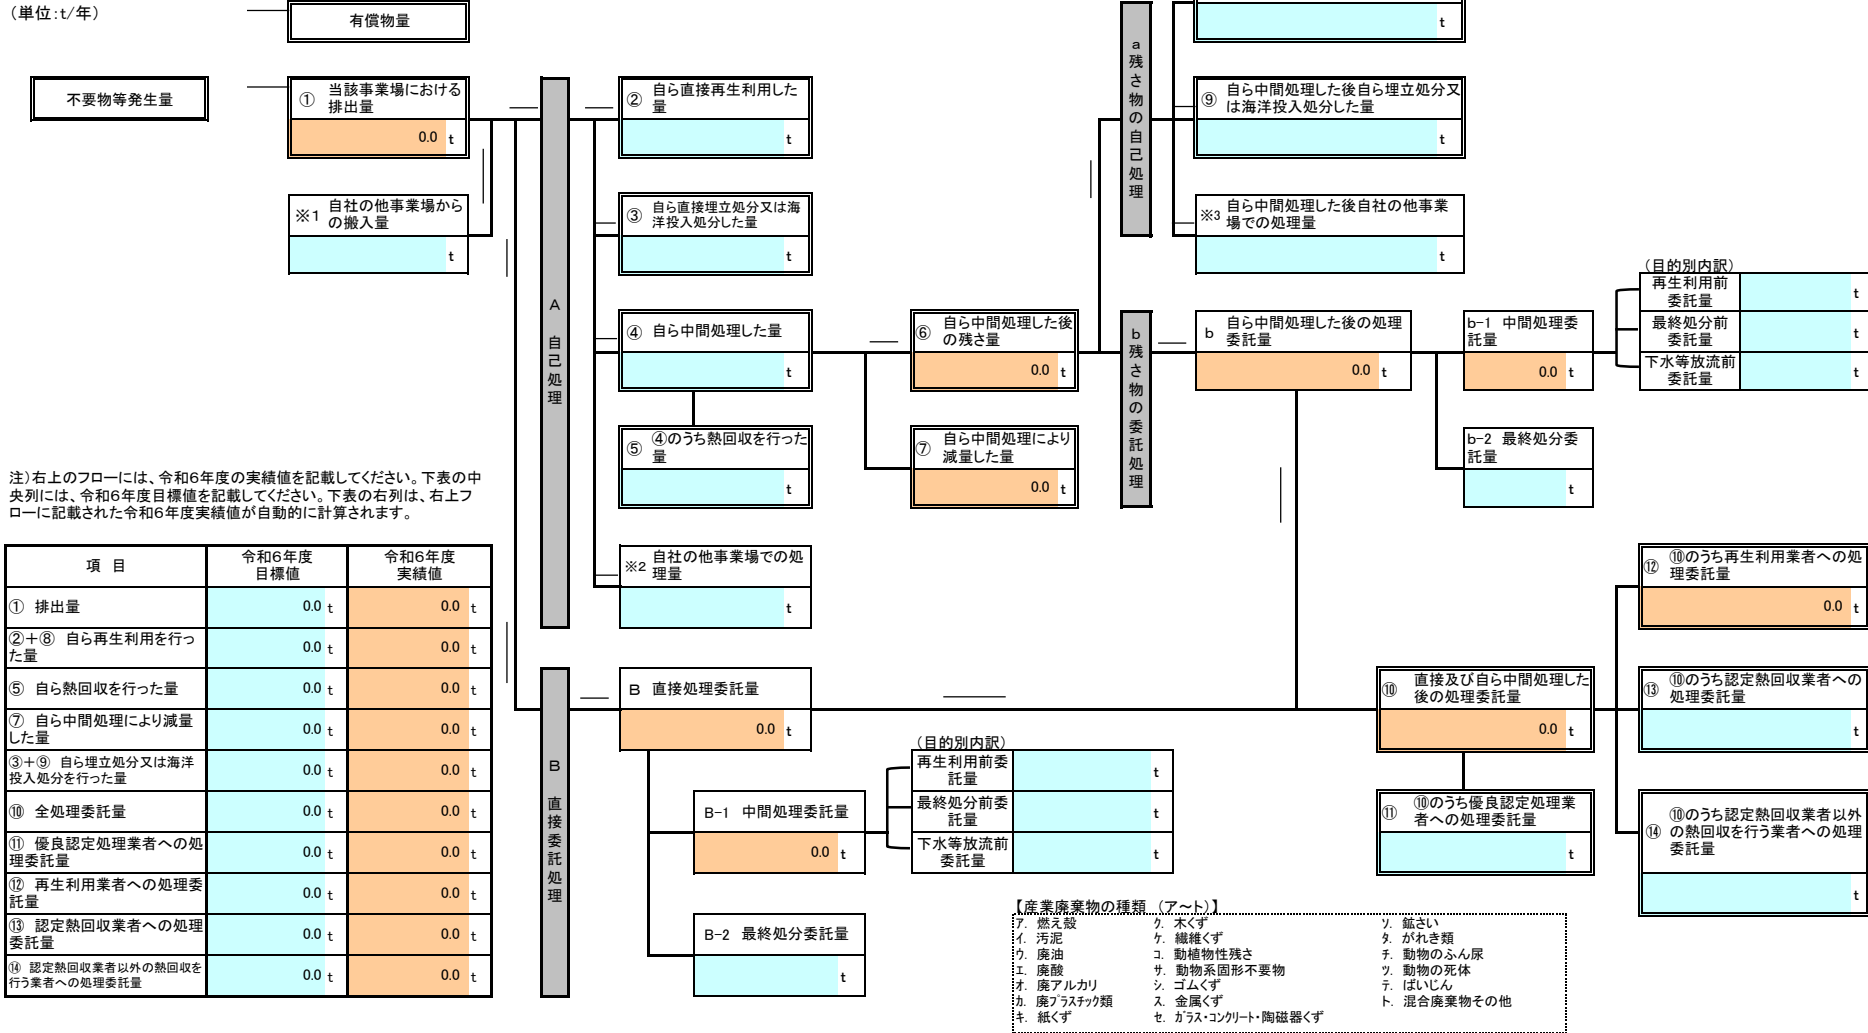 （単位：t/年）
有償物量
不要物等発生量
① 当該事業場における
排出量
0.0 t
※1 自社の他事業場から
の搬入量
t
A 自己処理
② 自ら直接再生利用した
量
t
③ 自ら直接埋立処分又は海
洋投入処分した量
t
④ 自ら中間処理した量
t
⑤ ④のうち熱回収を行った
量
t
※2 自社の他事業場での処
理量
t
⑥ 自ら中間処理した後
の残さ量
0.0 t
⑦ 自ら中間処理により
減量した量
0.0 t
a 残さ物の自己処理
t
⑨ 自ら中間処理した後自ら埋立処分又
は海洋投入処分した量
t
※3 自ら中間処理した後自社の他事業
場での処理量
t
b 残さ物の委託処理
b 自ら中間処理した後の処理
委託量
0.0 t
b-1 中間処理委
託量
0.0 t
（目的別内訳）
再生利用前
委託量
t
最終処分前
委託量
t
下水等放流前
委託量
t
b-2 最終処分委
託量
t
注）右上のフローには、令和6年度の実績値を記載してください。下表の中
央列には、令和6年度目標値を記載してください。下表の右列は、右上フ
ローに記載された令和6年度実績値が自動的に計算されます。
項 目 令和6年度
目標値 令和6年度
実績値
① 排出量 0.0 t 0.0 t
②＋⑧ 自ら再生利用を行っ
た量 0.0 t 0.0 t
⑤ 自ら熱回収を行った量 0.0 t 0.0 t
⑦ 自ら中間処理により減量
した量 0.0 t 0.0 t
③＋⑨ 自ら埋立処分又は海洋
投入処分を行った量 0.0 t 0.0 t
⑩ 全処理委託量 0.0 t 0.0 t
⑪ 優良認定処理業者への処
理委託量 0.0 t 0.0 t
⑫ 再生利用業者への処理委
託量 0.0 t 0.0 t
⑬ 認定熱回収業者への処理
委託量 0.0 t 0.0 t
⑭ 認定熱回収業者以外の熱回収を
行う業者への処理委託量 0.0 t 0.0 t
B 直接委託処理
B 直接処理委託量
0.0 t
B-1 中間処理委託量
0.0 t
（目的別内訳）
再生利用前委
託量
t
最終処分前委
託量
t
下水等放流前
委託量
t
B-2 最終処分委託量
t
⑩ 直接及び自ら中間処理した
後の処理委託量
0.0 t
⑪ ⑩のうち優良認定処理業
者への処理委託量
t
⑫ ⑩のうち再生利用業者への処
理委託量
0.0 t
⑬ ⑩のうち認定熱回収業者への
処理委託量
t
⑭ ⑩のうち認定熱回収業者以外
の熱回収を行う業者への処理
委託量
t
【産業廃棄物の種類 （ア～ト）】
ア. 燃え殻 ク. 木くず ソ. 鉱さい
イ. 汚泥 ケ. 繊維くず タ. がれき類
ウ. 廃油 コ. 動植物性残さ チ. 動物のふん尿
エ. 廃酸 サ. 動物系固形不要物 ツ. 動物の死体
オ. 廃アルカリ シ. ゴムくず テ. ばいじん
カ. 廃プラスチック類 ス. 金属くず ト. 混合廃棄物その他
キ. 紙くず セ. ガラス・コンクリート・陶磁器くず